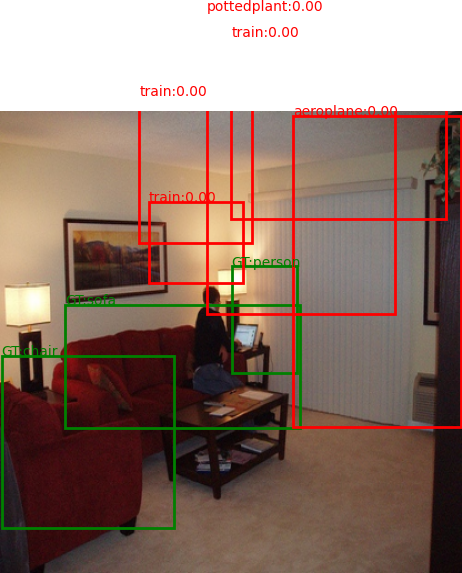 pottedplant:0.00
train:0.00
train:0.00
aeroplane:0.00
train:0.00
GT:person
GT:sofa
GT:chair